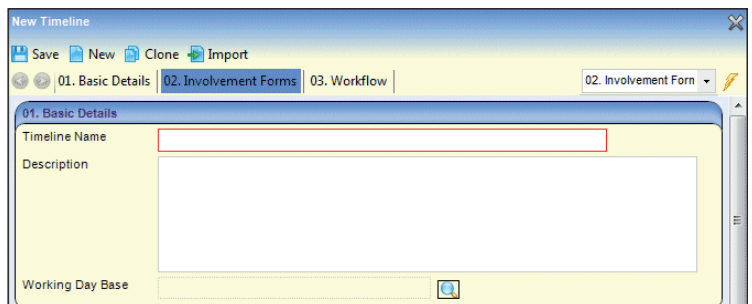 New Timeline
Save New Clone Import
01. Basic Details 02. Involvement Forms 03. Workflow 02. Involvement Forn
01. Basic Details
Timeline Name
Description
Working Day Base